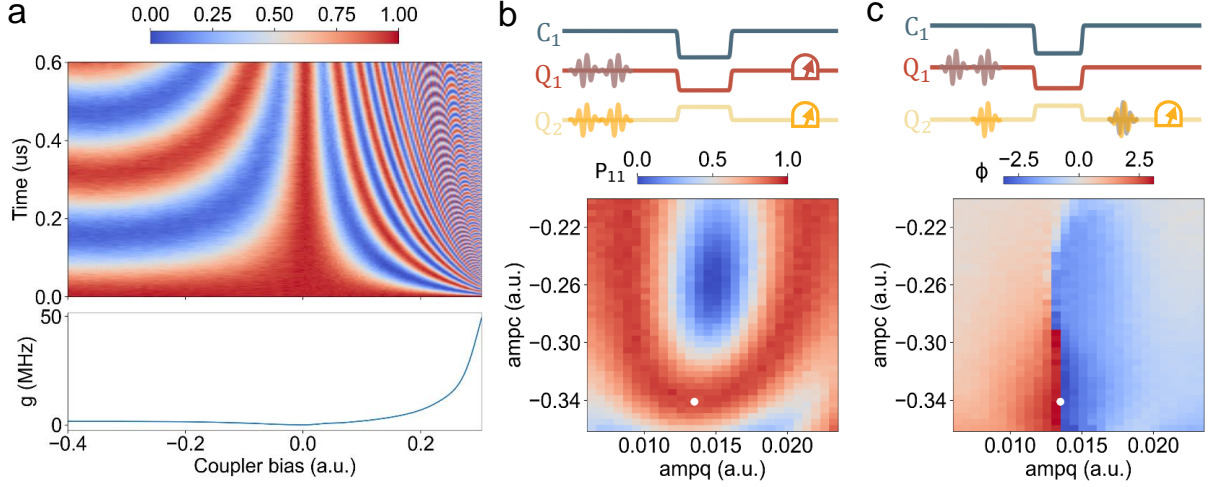 a
0.00 0.25 0.50 0.75 1.00
0.6
0.4
0.2
0.0
Time (us)
50
0
g (MHz)
−0.4 −0.2 0.0 0.2
Coupler bias (a.u.)
b
C1
Q1
Q2
P11
0.0 0.5 1.0
−0.22
−0.26
−0.30
−0.34
ampc (a.u.)
0.010 0.015 0.020
ampq (a.u.)
c
C1
Q1
Q2
ϕ
−2.5 0.0 2.5
−0.22
−0.26
−0.30
−0.34
ampc (a.u.)
0.010 0.015 0.020
ampq (a.u.)